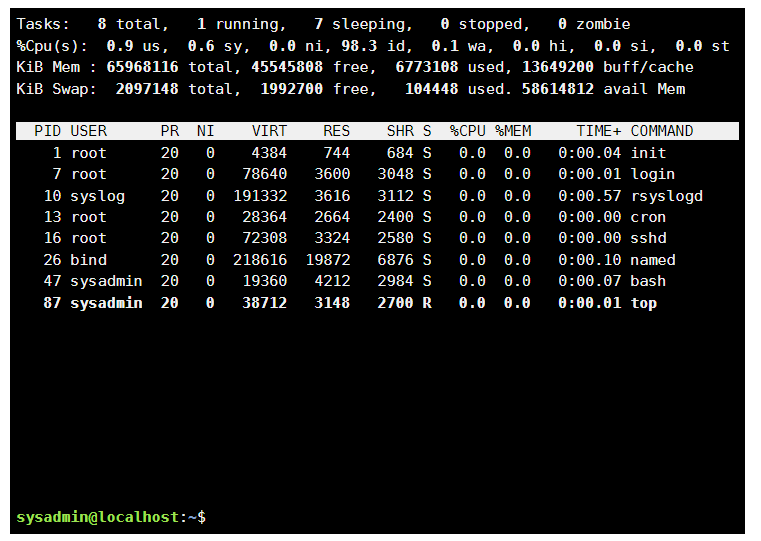 Tasks:   8 total,   1 running,   7 sleeping,   0 stopped,   0 zombie
%Cpu(s):  0.9 us,  0.6 sy,  0.0 ni, 98.3 id,  0.1 wa,  0.0 hi,  0.0 si,  0.0 st
KiB Mem : 65968116 total, 45545808 free,  6773108 used, 13649200 buff/cache
KiB Swap:  2097148 total,  1992700 free,   104448 used. 58614812 avail Mem
  PID USER      PR  NI    VIRT    RES    SHR S  %CPU %MEM     TIME+ COMMAND
    1 root      20   0    4384    744    684 S   0.0  0.0   0:00.04 init
    7 root      20   0   78640   3600   3048 S   0.0  0.0   0:00.01 login
   10 syslog    20   0  191332   3616   3112 S   0.0  0.0   0:00.57 rsyslogd
   13 root      20   0   28364   2664   2400 S   0.0  0.0   0:00.00 cron
   16 root      20   0   72308   3324   2580 S   0.0  0.0   0:00.00 sshd
   26 bind      20   0  218616  19872   6876 S   0.0  0.0   0:00.10 named
   47 sysadmin  20   0   19360   4212   2984 S   0.0  0.0   0:00.07 bash
   87 sysadmin  20   0   38712   3148   2700 R   0.0  0.0   0:00.01 top
sysadmin@localhost:~$